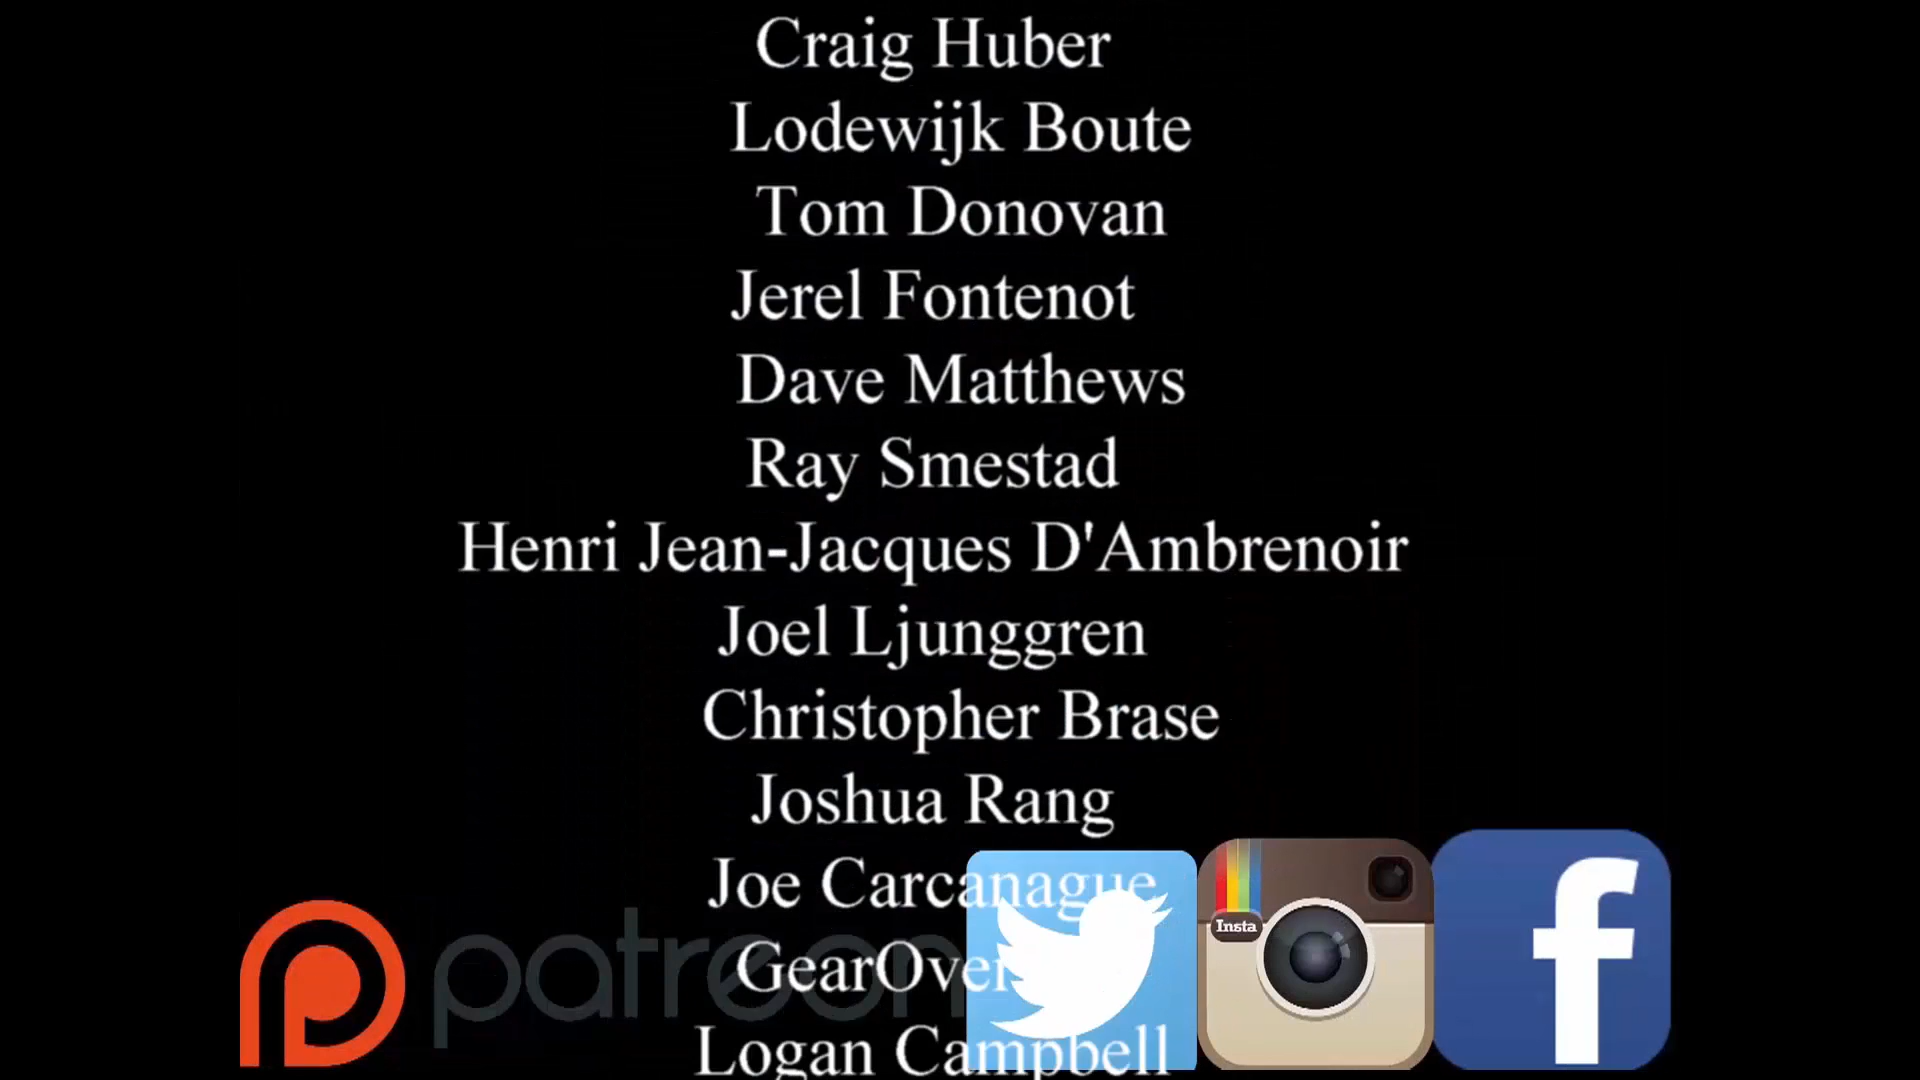 Craig Huber
Lodewijk Boute
Tom Donovan
Jerel Fontenot
Dave Matthews
Ray Smestad
Henri Jean-Jacques D'Ambrenoir
Joel Ljunggren
Christopher Brase
Joshua Rang
Joe Carcanague
Insta
patreon
Logan Campbell